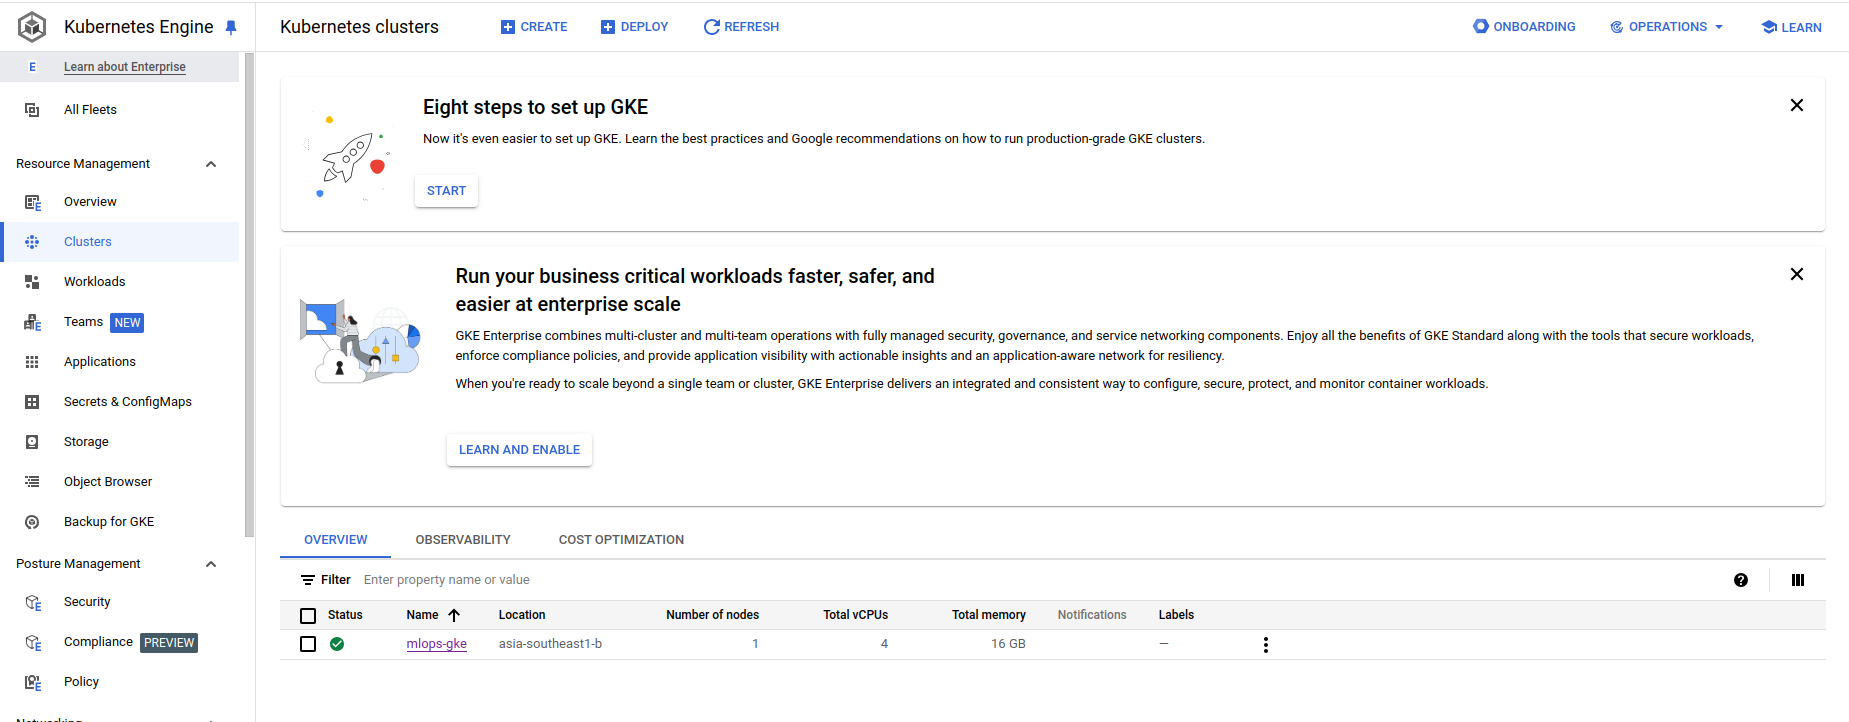 Kubernetes Engine
Kubernetes clusters
CREATE
DEPLOY
REFRESH
ONBOARDING
OPERATIONS
LEARN
E Learn about Enterprise
All Fleets
Resource Management
Overview
Clusters
Workloads
Teams NEW
Applications
Secrets & ConfigMaps
Storage
Object Browser
Backup for GKE
Posture Management
Security
Compliance PREVIEW
Policy
Networking
Eight steps to set up GKE
Now it's even easier to set up GKE. Learn the best practices and Google recommendations on how to run production-grade GKE clusters.
START
Run your business critical workloads faster, safer, and
easier at enterprise scale
GKE Enterprise combines multi-cluster and multi-team operations with fully managed security, governance, and service networking components. Enjoy all the benefits of GKE Standard along with the tools that secure workloads,
enforce compliance policies, and provide application visibility with actionable insights and an application-aware network for resiliency.
When you're ready to scale beyond a single team or cluster, GKE Enterprise delivers an integrated and consistent way to configure, secure, protect, and monitor container workloads.
LEARN AND ENABLE
OVERVIEW
OBSERVABILITY
COST OPTIMIZATION
Filter Enter property name or value
Status Name Location Number of nodes Total vCPUs Total memory Notifications Labels
mlops-gke asia-southeast1-b 1 4 16 GB —